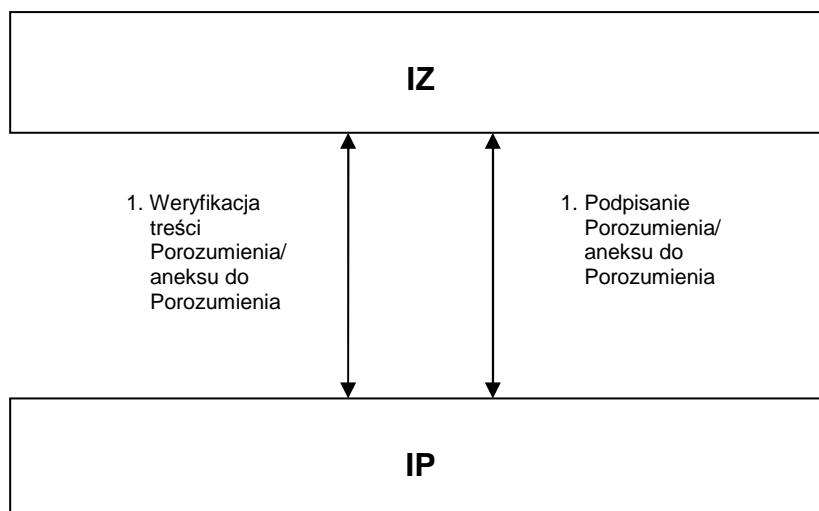 IZ
1. Weryfikacja
treści
Porozumienia/
aneksu do
Porozumienia
1. Podpisanie
Porozumienia/
aneksu do
Porozumienia
IP